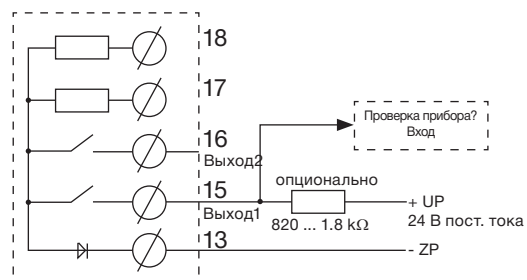 18
17
Проверка прибора?
Вход
16
Выход2
опционально
15
Выход1
+ UP
820 ... 1.8 kΩ
24 В пост. тока
13
- ZP